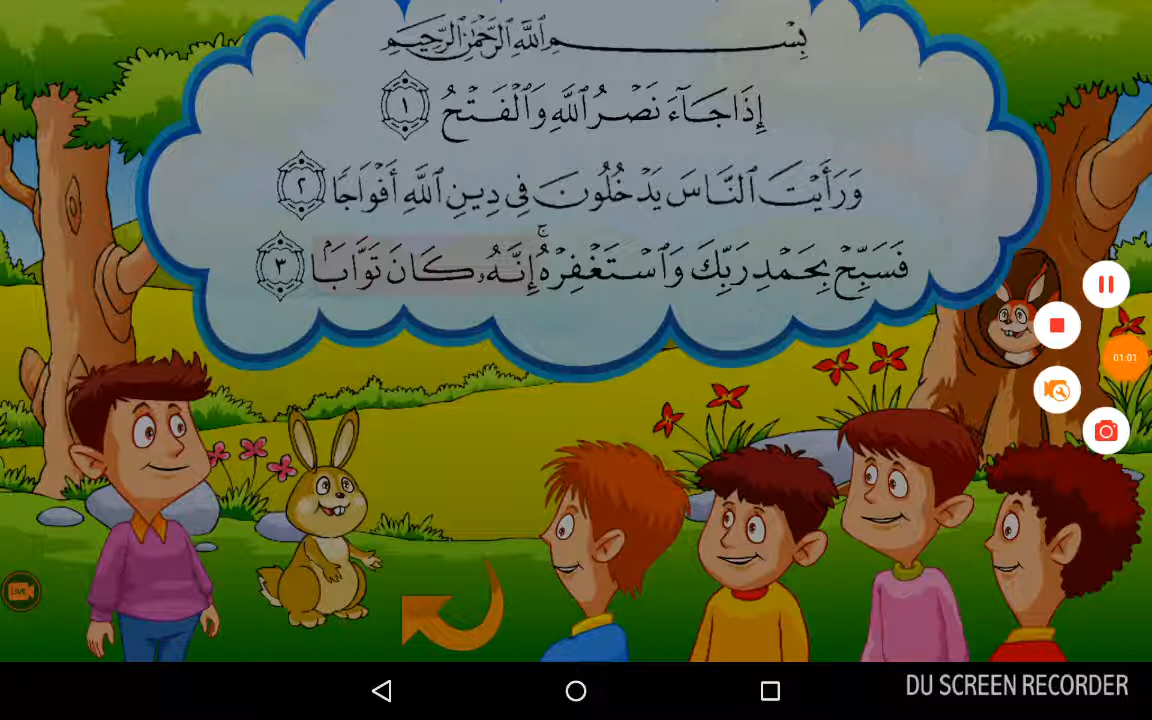 بِسْمِ ٱللَّهِ ٱلرَّحْمَٰنِ ٱلرَّحِيمِ
إِذَا جَآءَ نَصْرُ ٱللَّهِ وَٱلْفَتْحُ ١
وَرَأَيْتَ ٱلنَّاسَ يَدْخُلُونَ فِى دِينِ ٱللَّهِ أَفْوَاجًا ٢
فَسَبِّحْ بِحَمْدِ رَبِّكَ وَٱسْتَغْفِرْهُ ۚ إِنَّهُۥ كَانَ تَوَّابَۢا ٣
01:01
LIVE
DU SCREEN RECORDER